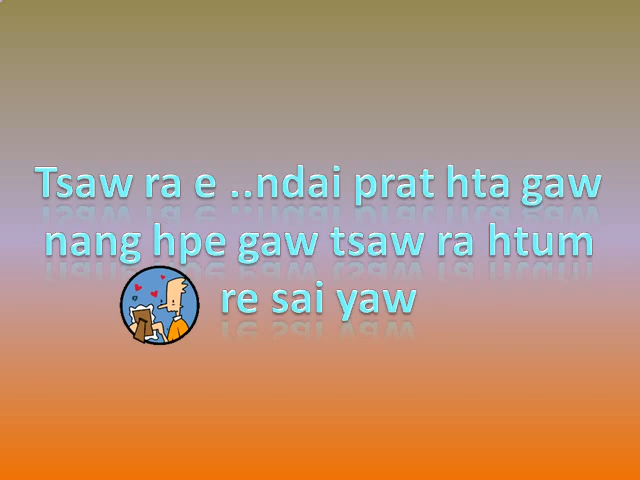 Tsaw ra e ..ndai prat hta gaw
nang hpe gaw tsaw ra htum
re sai yaw